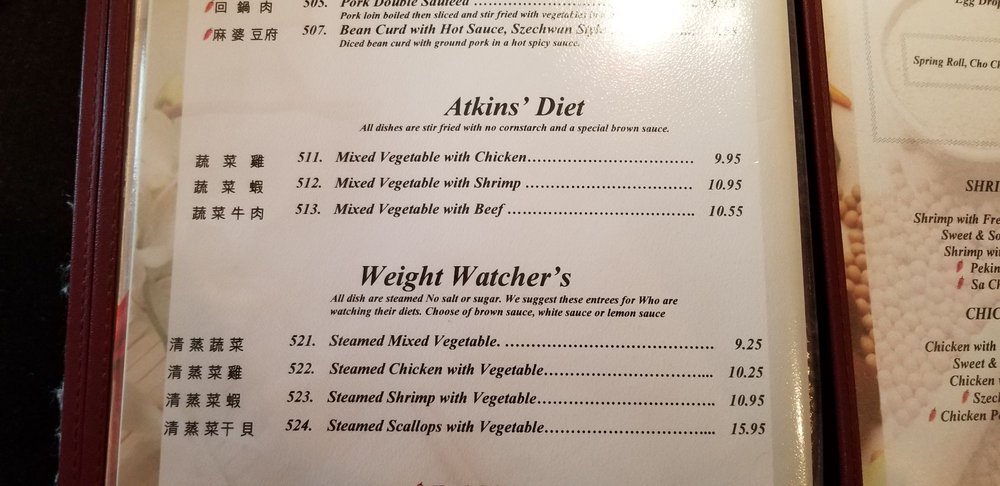 回鍋肉 505. Pork Double Sauteed
Pork loin boiled then sliced and stir fried with vegetables in a
麻婆豆府 507. Bean Curd with Hot Sauce, Szechwan Style
Diced bean curd with ground pork in a hot spicy sauce.
Atkins’ Diet
All dishes are stir fried with no cornstarch and a special brown sauce.
蔬菜雞 511. Mixed Vegetable with Chicken……………………………… 9.95
蔬菜蝦 512. Mixed Vegetable with Shrimp ……………………………… 10.95
蔬菜牛肉 513. Mixed Vegetable with Beef ………………………………. 10.55
Weight Watcher’s
All dish are steamed No salt or sugar. We suggest these entrees for Who are
watching their diets. Choose of brown sauce, white sauce or lemon sauce
清蒸蔬菜 521. Steamed Mixed Vegetable. …………………………………. 9.25
清蒸菜雞 522. Steamed Chicken with Vegetable…………………………... 10.25
清蒸菜蝦 523. Steamed Shrimp with Vegetable……………………………. 10.95
清蒸菜干貝 524. Steamed Scallops with Vegetable…………………………... 15.95
Egg Drop
Spring Roll, Cho
SHRI
Shrimp with Fre
Sweet & So
Shrimp wi
Pekin
Sa Ch
CHIC
Chicken with
Sweet &
Chicken
Szech
Chicken